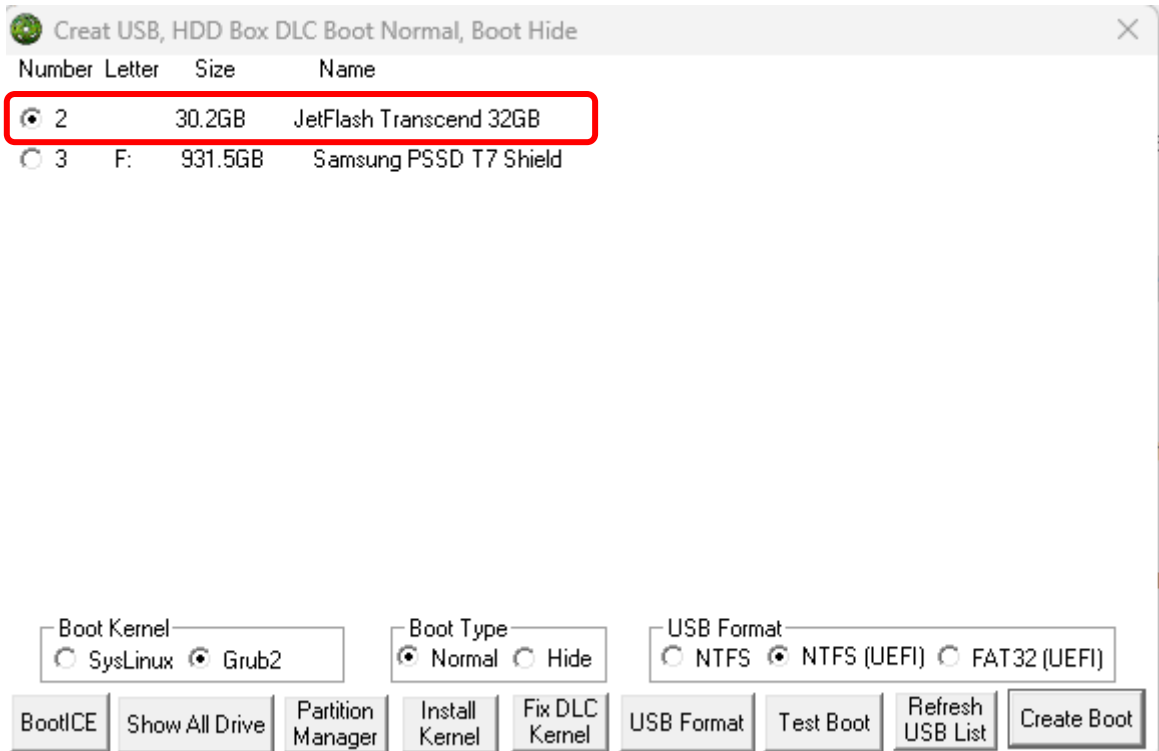 Creat USB, HDD Box DLC Boot Normal, Boot Hide
Number Letter Size Name
2 30.2GB JetFlash Transcend 32GB
3 F: 931.5GB Samsung PSSD T7 Shield
Boot Kernel Boot Type USB Format
SysLinux Grub2 Normal Hide NTFS NTFS (UEFI) FAT32 (UEFI)
BootICE Show All Drive Partition Manager Install Kernel Fix DLC Kernel USB Format Test Boot Refresh USB List Create Boot